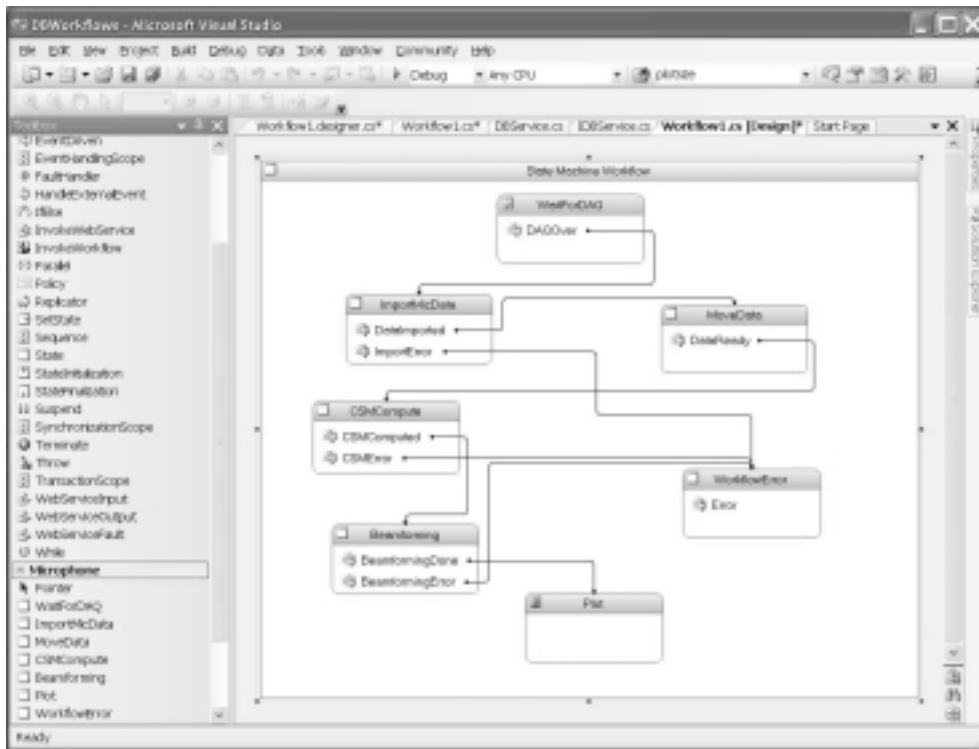 DBWorkflows - Microsoft Visual Studio
File Edit View Project Build Debug Data Tools Window Community Help
Debug Any CPU
Toolbox
Workflow1.designer.cs* Workflow1.cs* DBService.cs IDBService.cs Workflow1.cs [Design]* Start Page
EventDriven
EventHandlingScope
FaultHandler
HandleExternalEvent
IfElse
InvokeWebService
InvokeWorkflow
Parallel
Policy
Replicator
SetState
Sequence
State
StateInitialization
StateFinalization
Suspend
SynchronizationScope
Terminate
Throw
TransactionScope
WebServiceInput
WebServiceOutput
WebServiceFault
While
Microphone
Pointer
WaitForDAQ
ImportMicData
MoveData
CSMCompute
Beamforming
Plot
WorkflowError
State Machine Workflow
WaitForDAQ
DAQOver
ImportMicData
DataImported
ImportError
MoveData
DataReady
CSMCompute
CSMComputed
CSMError
WorkflowError
Error
Beamforming
BeamformingDone
BeamformingError
Plot
Properties
Solution Explorer
Ready